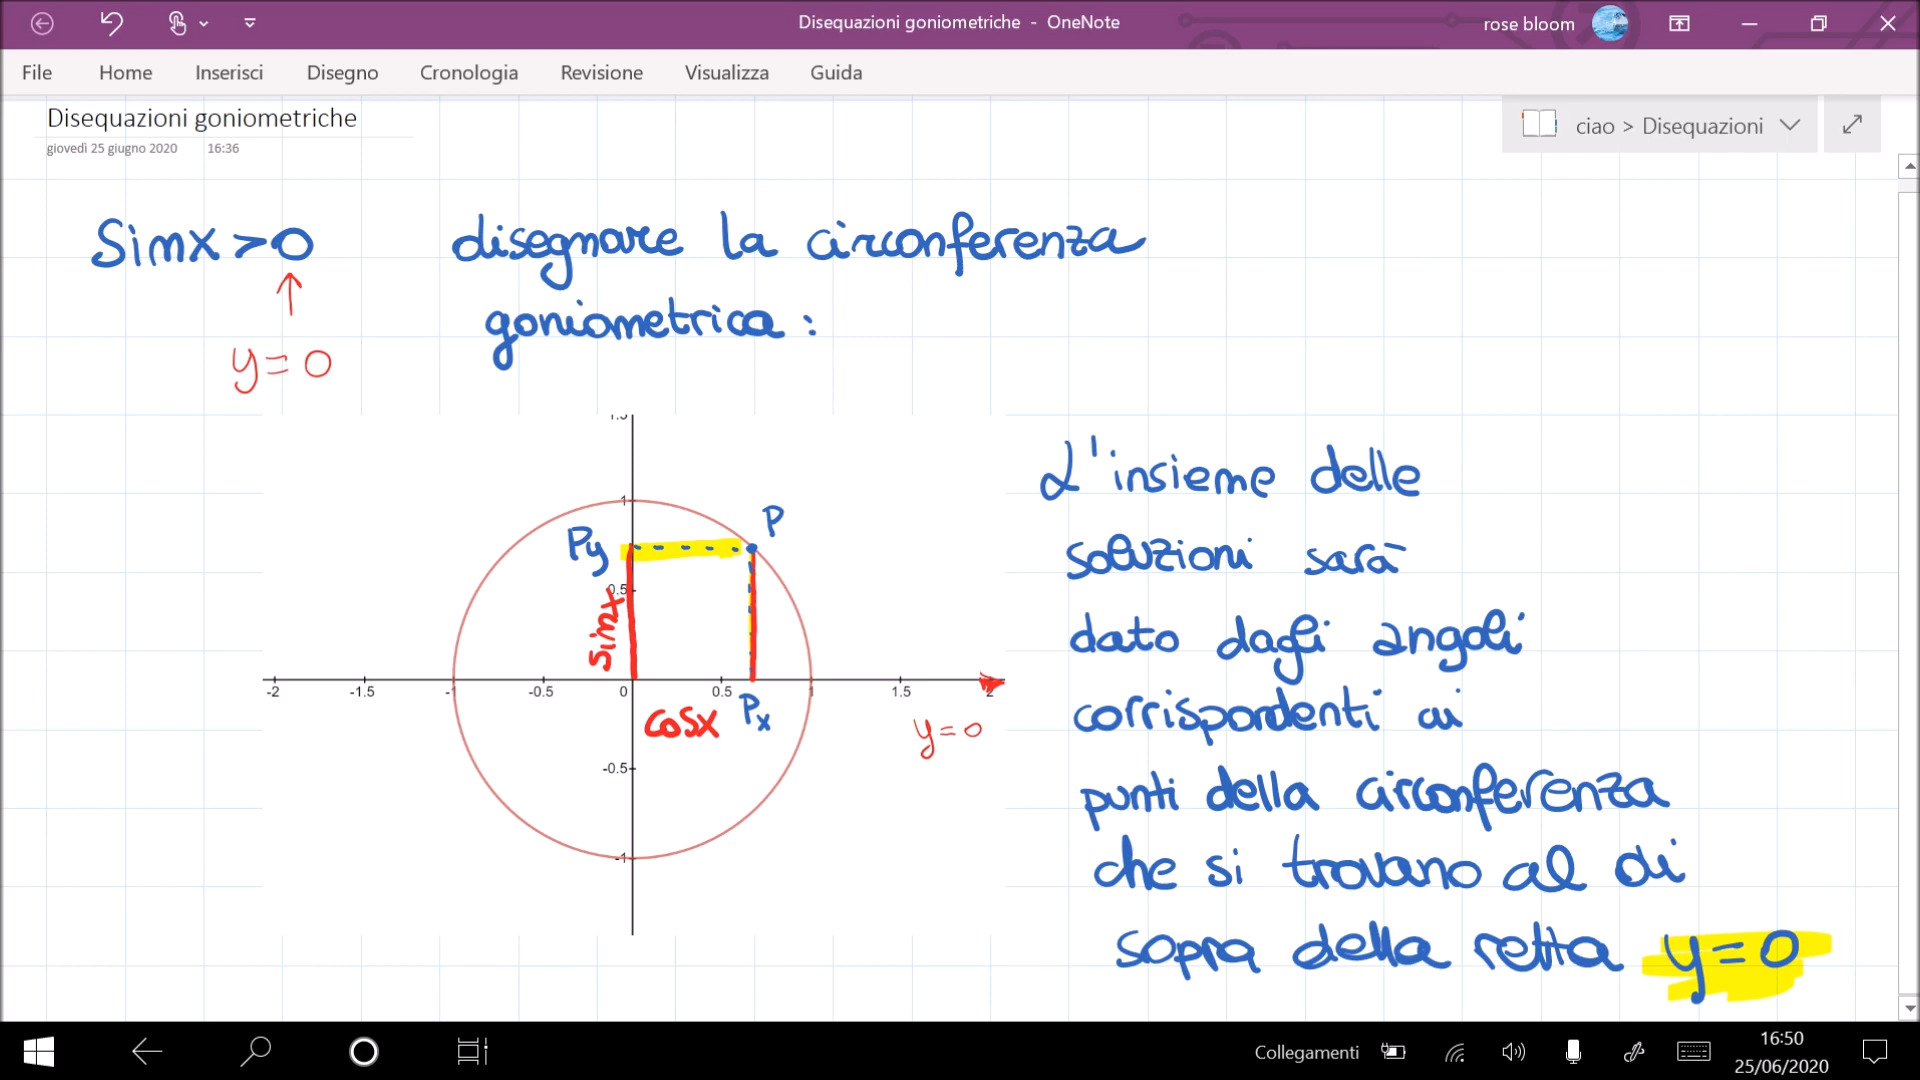 Disequazioni goniometriche - OneNote
rose bloom
File Home Inserisci Disegno Cronologia Revisione Visualizza Guida
Disequazioni goniometriche
giovedì 25 giugno 2020 16:36
ciao > Disequazioni
Sinx>0 disegnare la circonferenza
goniometrica:
y=0
L'insieme delle
soluzioni sarà
dato dagli angoli
corrispondenti ai
punti della circonferenza
che si trovano al di
sopra della retta y=0
1
P
Py
0.5
sinx
-2 -1.5 -1 -0.5 0 0.5 1 1.5 2
cosx Px
y=0
-0.5
-1
Collegamenti
16:50
25/06/2020